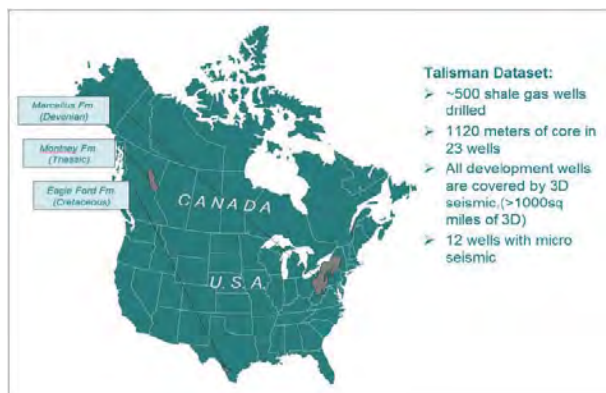 Marcellus Fm
(Devonian)
Montney Fm
(Triassic)
Eagle Ford Fm
(Cretaceous)
CANADA
U.S.A.
Talisman Dataset:
➢ ~500 shale gas wells
drilled
➢ 1120 meters of core in
23 wells
➢ All development wells
are covered by 3D
seismic.(>1000sq
miles of 3D)
➢ 12 wells with micro
seismic